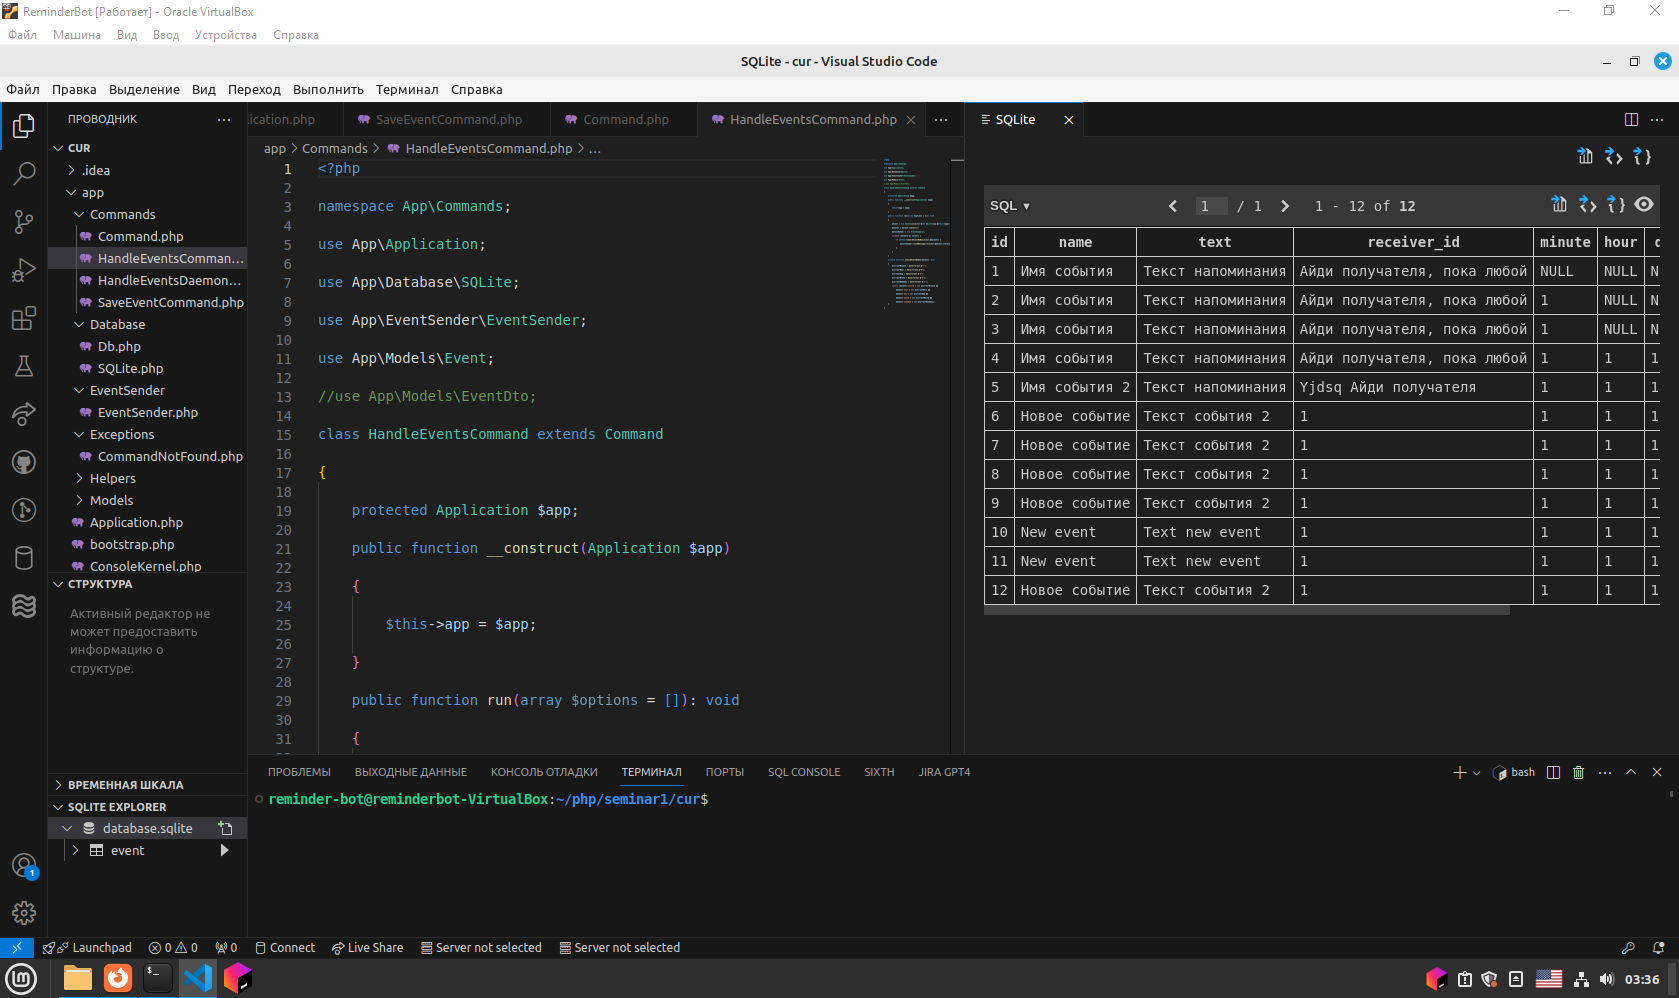 ReminderBot [Работает] - Oracle VirtualBox
Файл Машина Вид Ввод Устройства Справка
SQLite - cur - Visual Studio Code
Файл Правка Выделение Вид Переход Выполнить Терминал Справка
ПРОВОДНИК ...
CUR
.idea
app
Commands
Command.php
HandleEventsComman...
HandleEventsDaemon...
SaveEventCommand.php
Database
Db.php
SQLite.php
EventSender
EventSender.php
Exceptions
CommandNotFound.php
Helpers
Models
Application.php
bootstrap.php
ConsoleKernel.php
СТРУКТУРА
Активный редактор не
может предоставить
информацию о
структуре.
ВРЕМЕННАЯ ШКАЛА
SQLITE EXPLORER
database.sqlite
event
ication.php SaveEventCommand.php Command.php HandleEventsCommand.php ...
app > Commands > HandleEventsCommand.php > ...
1 <?php
2
3 namespace App\Commands;
4
5 use App\Application;
6
7 use App\Database\SQLite;
8
9 use App\EventSender\EventSender;
10
11 use App\Models\Event;
12
13 //use App\Models\EventDto;
14
15 class HandleEventsCommand extends Command
16
17 {
18
19 protected Application $app;
20
21 public function __construct(Application $app)
22
23 {
24
25 $this->app = $app;
26
27 }
28
29 public function run(array $options = []): void
30
31 {
SQLite
SQL ▼ < 1 / 1 > 1 - 12 of 12
id name text receiver_id minute hour
1 Имя события Текст напоминания Айди получателя, пока любой NULL NULL N
2 Имя события Текст напоминания Айди получателя, пока любой 1 NULL N
3 Имя события Текст напоминания Айди получателя, пока любой 1 NULL N
4 Имя события Текст напоминания Айди получателя, пока любой 1 1 1
5 Имя события 2 Текст напоминания Yjdsq Айди получателя 1 1 1
6 Новое событие Текст события 2 1 1 1 1
7 Новое событие Текст события 2 1 1 1 1
8 Новое событие Текст события 2 1 1 1 1
9 Новое событие Текст события 2 1 1 1 1
10 New event Text new event 1 1 1 1
11 New event Text new event 1 1 1 1
12 Новое событие Текст события 2 1 1 1 1
ПРОБЛЕМЫ ВЫХОДНЫЕ ДАННЫЕ КОНСОЛЬ ОТЛАДКИ ТЕРМИНАЛ ПОРТЫ SQL CONSOLE SIXTH JIRA GPT4 bash
reminder-bot@reminderbot-VirtualBox:~/php/seminar1/cur$
1
Launchpad 0 0 0 Connect Live Share Server not selected Server not selected
03:36